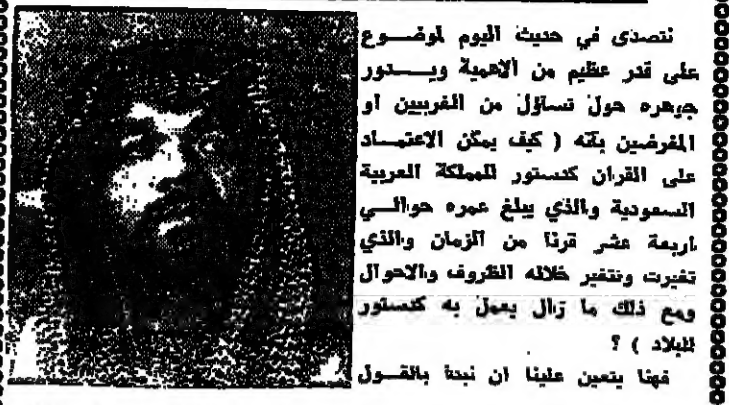 نتصدى في حديث اليوم لموضوع
على قدر عظيم من الاهمية ويدور
جوهره حول تساؤل من الغربيين او
المغرضين بأنه ( كيف يمكن الاعتماد
على القران كدستور للمملكة العربية
السعودية والذي يبلغ عمره حوالي
اربعة عشر قرنا من الزمان والذي
تغيرت وتتغير خلاله الظروف والاحوال
ومع ذلك ما زال يعمل به كدستور
للبلاد ) ؟
فهنا يتعين علينا ان نبدأ بالقول